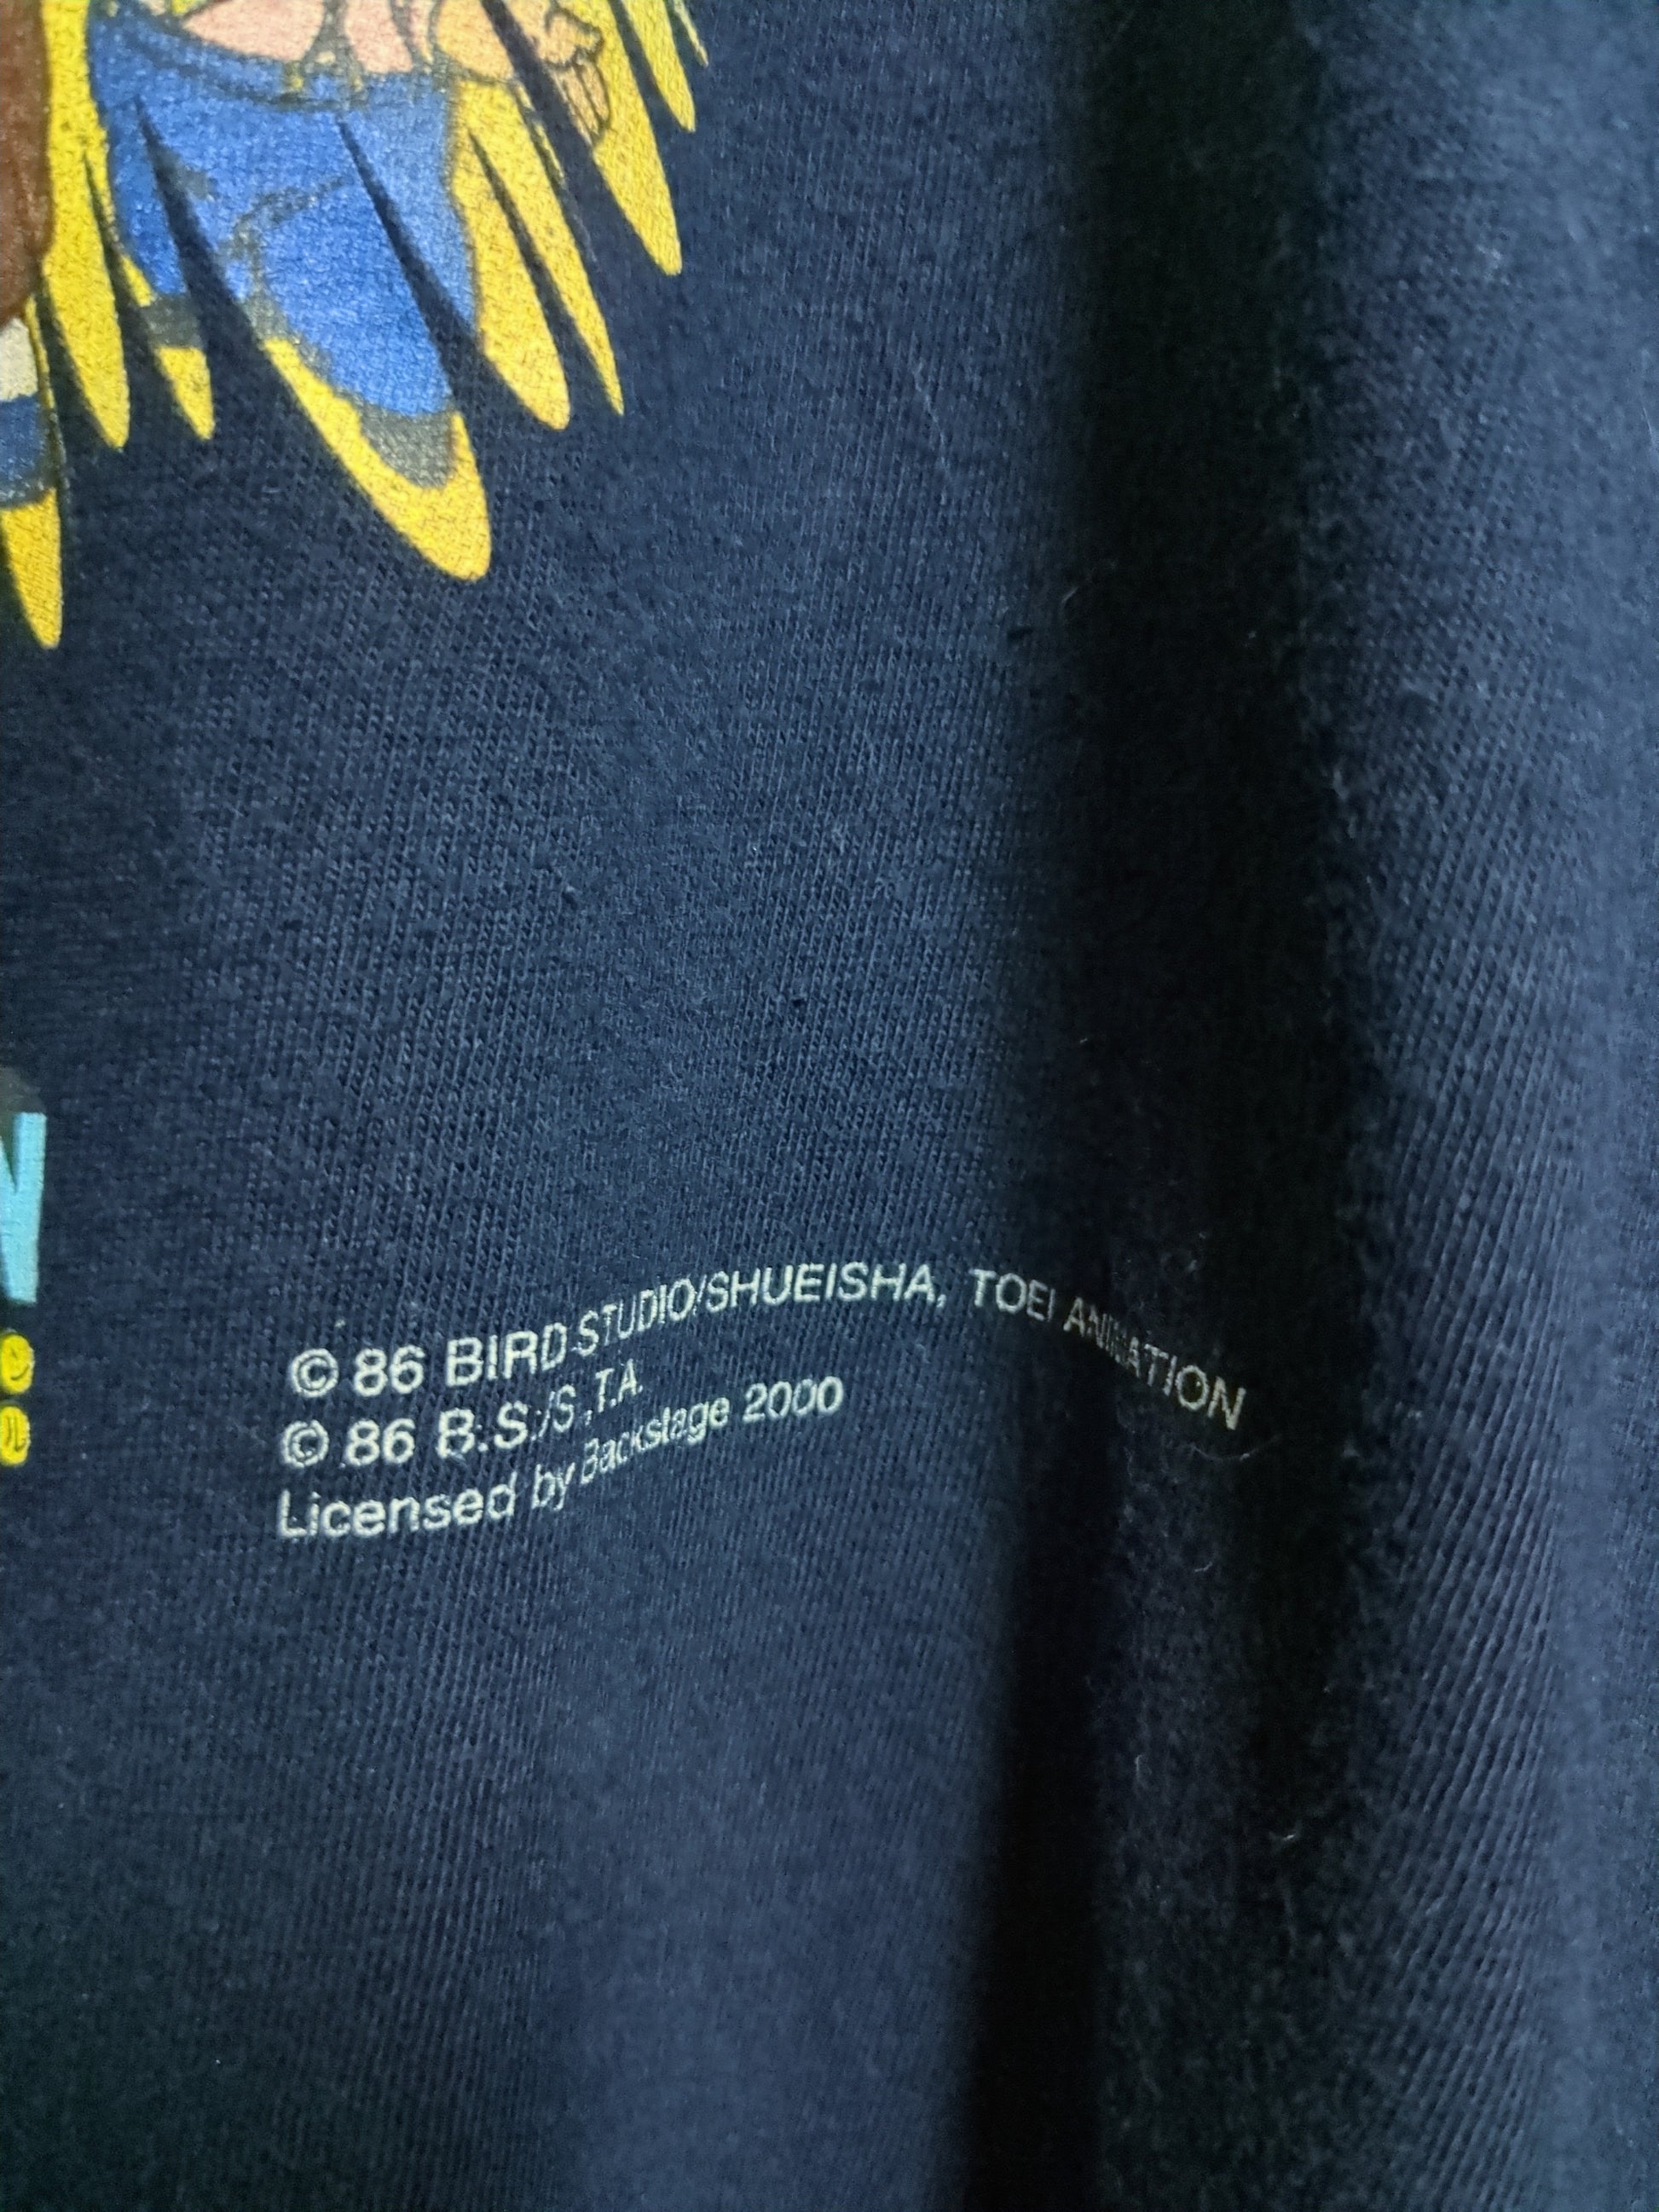 © 86 BIRD STUDIO/SHUEISHA, TOEI ANIMATION
© 86 B.S./S.,T.A.
Licensed by Backstage 2000